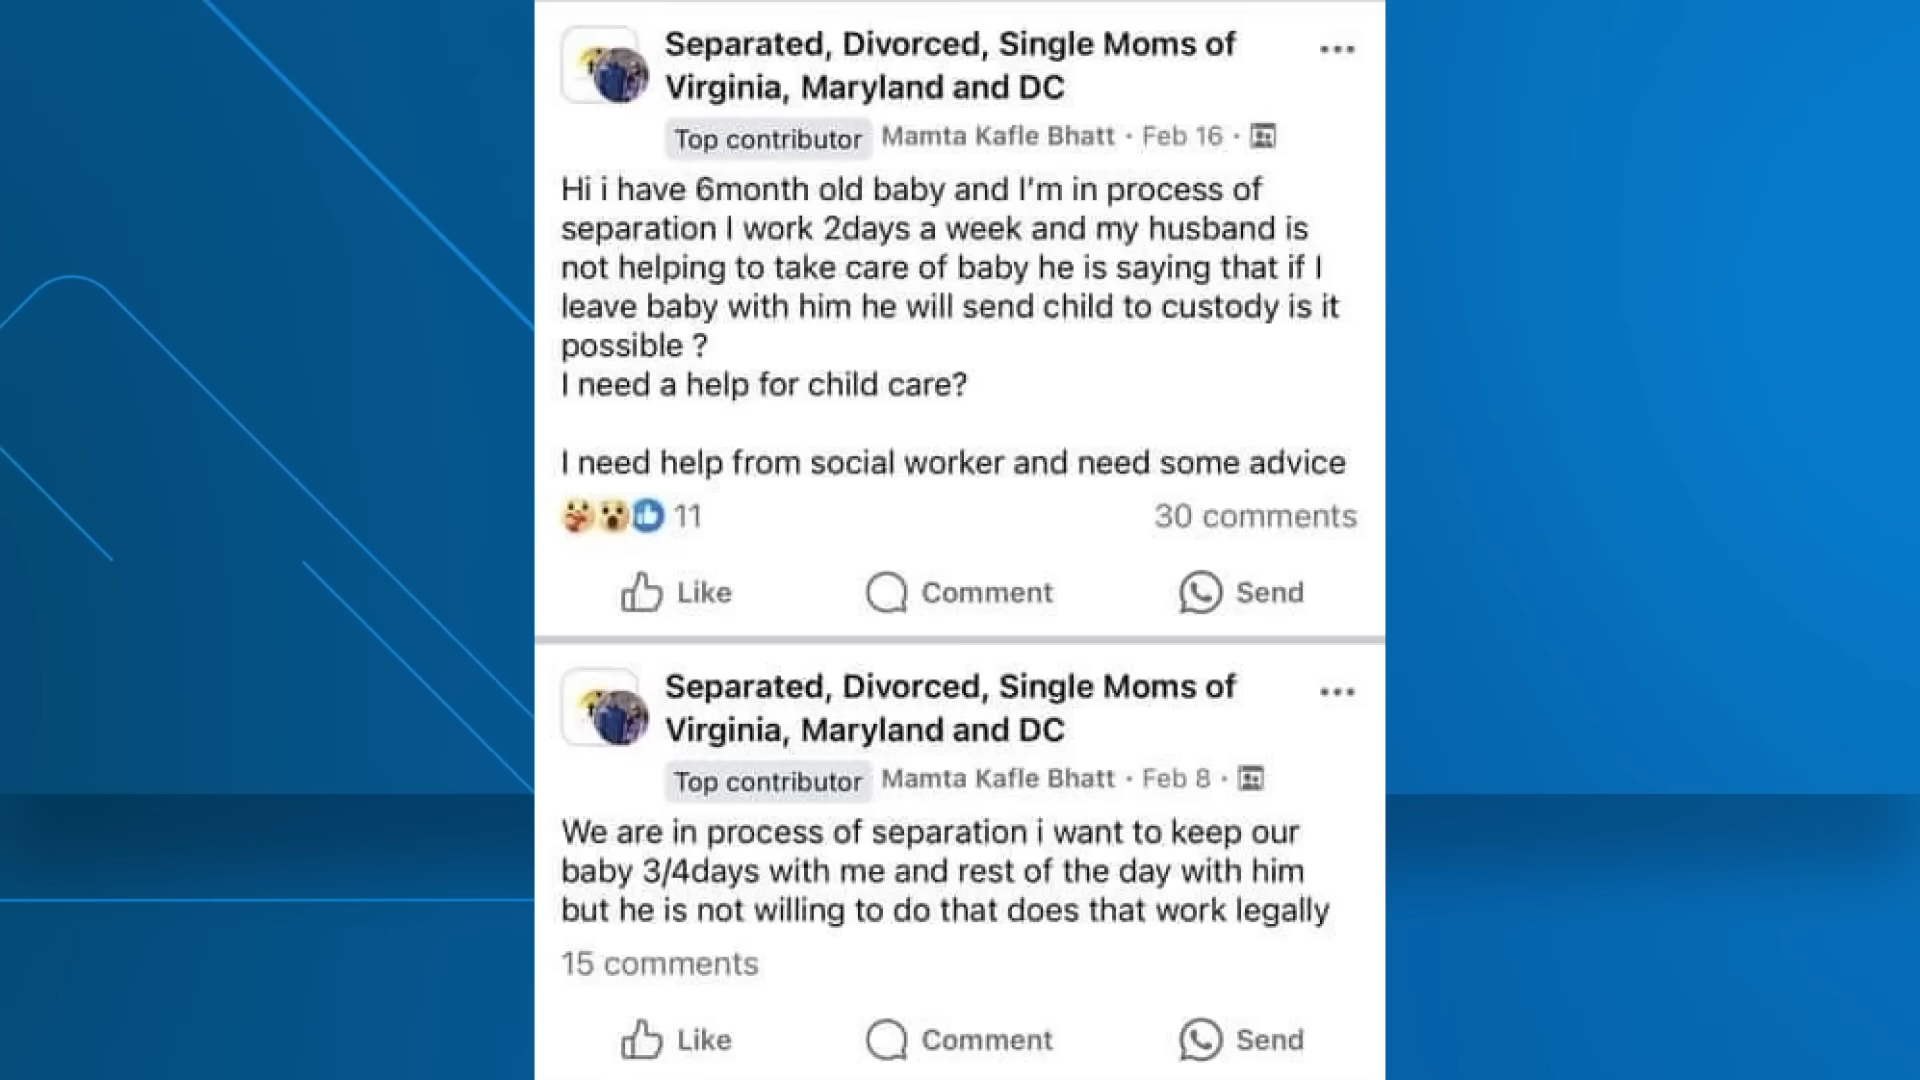 Separated, Divorced, Single Moms of
Virginia, Maryland and DC
Top contributor Mamta Kafle Bhatt · Feb 16 ·
Hi i have 6month old baby and I'm in process of
separation I work 2days a week and my husband is
not helping to take care of baby he is saying that if I
leave baby with him he will send child to custody is it
possible ?
I need a help for child care?
I need help from social worker and need some advice
11 30 comments
Like Comment Send
Separated, Divorced, Single Moms of
Virginia, Maryland and DC
Top contributor Mamta Kafle Bhatt · Feb 8 ·
We are in process of separation i want to keep our
baby 3/4days with me and rest of the day with him
but he is not willing to do that does that work legally
15 comments
Like Comment Send